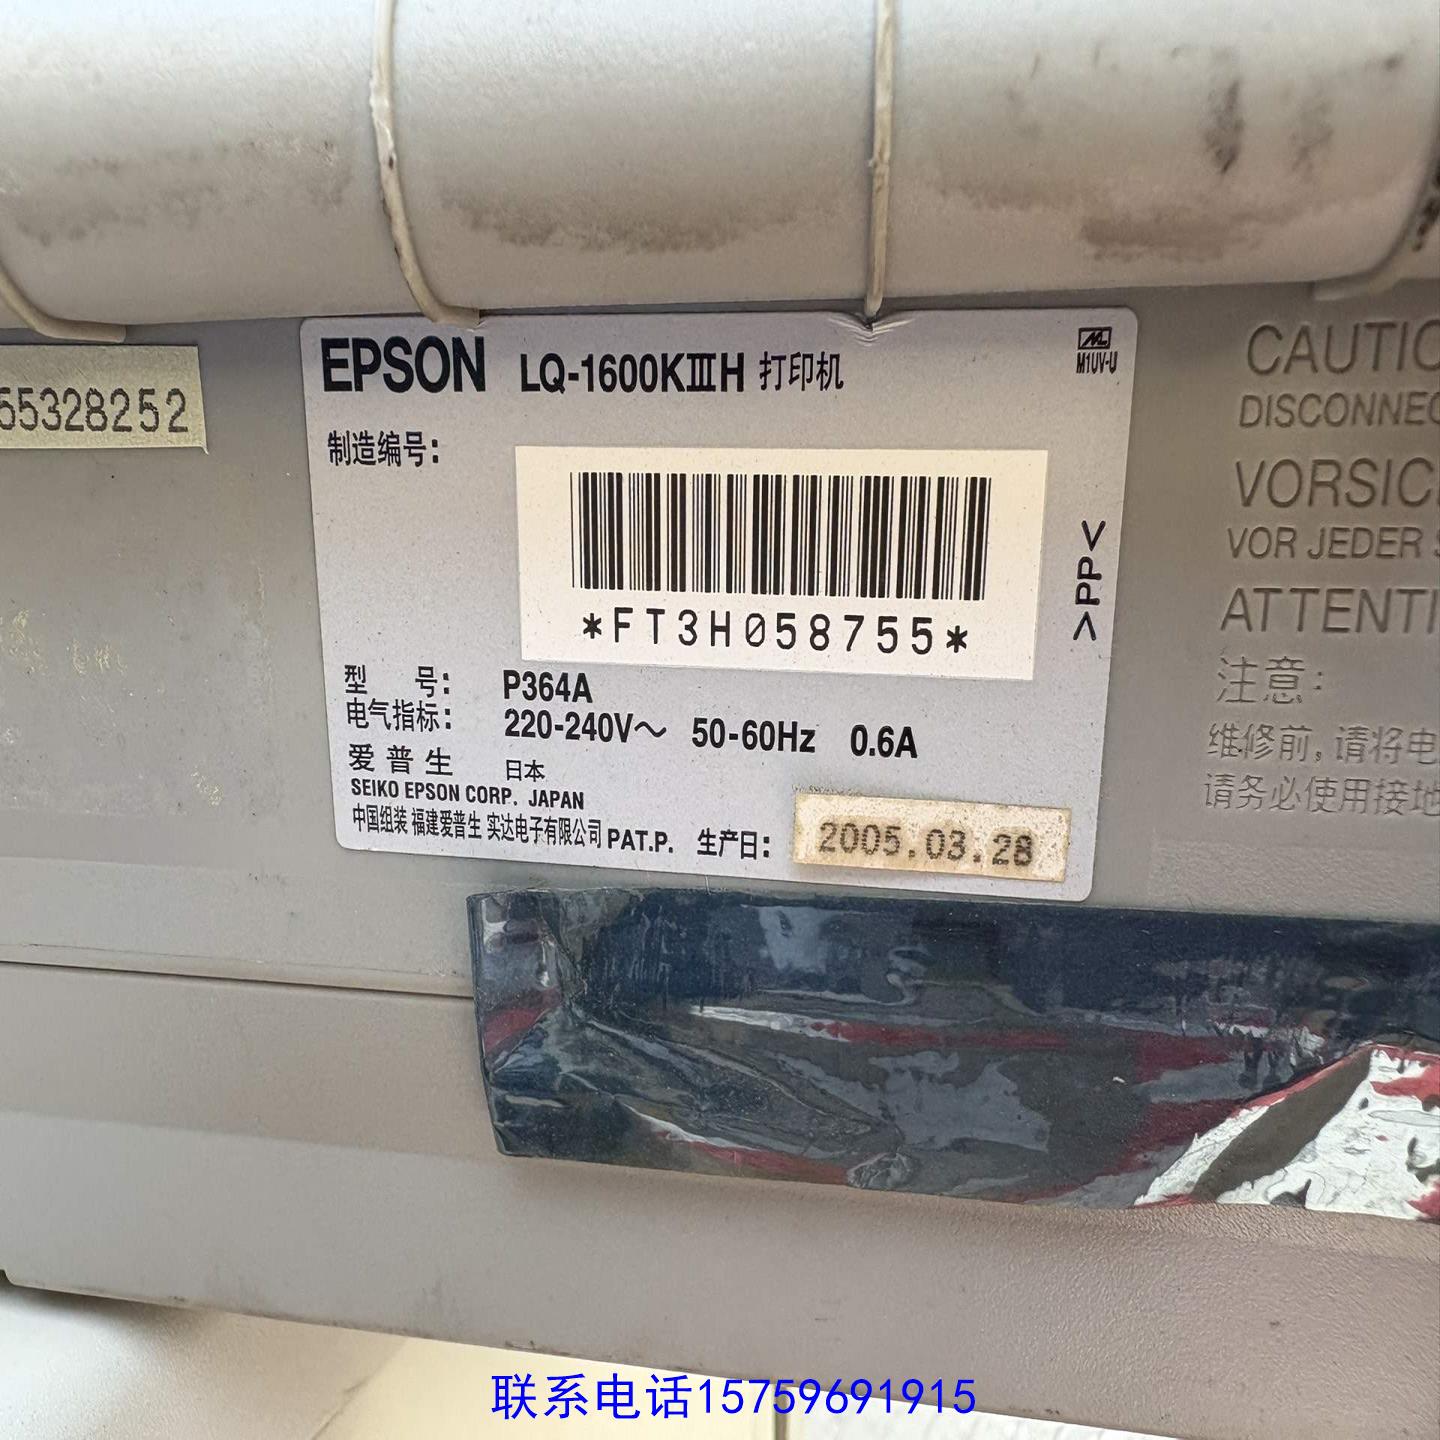 55328252
EPSON LQ-1600KⅢH 打印机
M1UV-U
制造编号:
*FT3H058755*
>PP<
型 号: P364A
电气指标: 220-240V~ 50-60Hz 0.6A
爱普生 日本
SEIKO EPSON CORP. JAPAN
中国组装 福建爱普生 实达电子有限公司 PAT.P. 生产日:
2005.03.28
CAUTIO
DISCONNEC
VORSIC
VOR JEDER
ATTENTI
注意:
维修前,请将电
请务必使用接地
联系电话15759691915